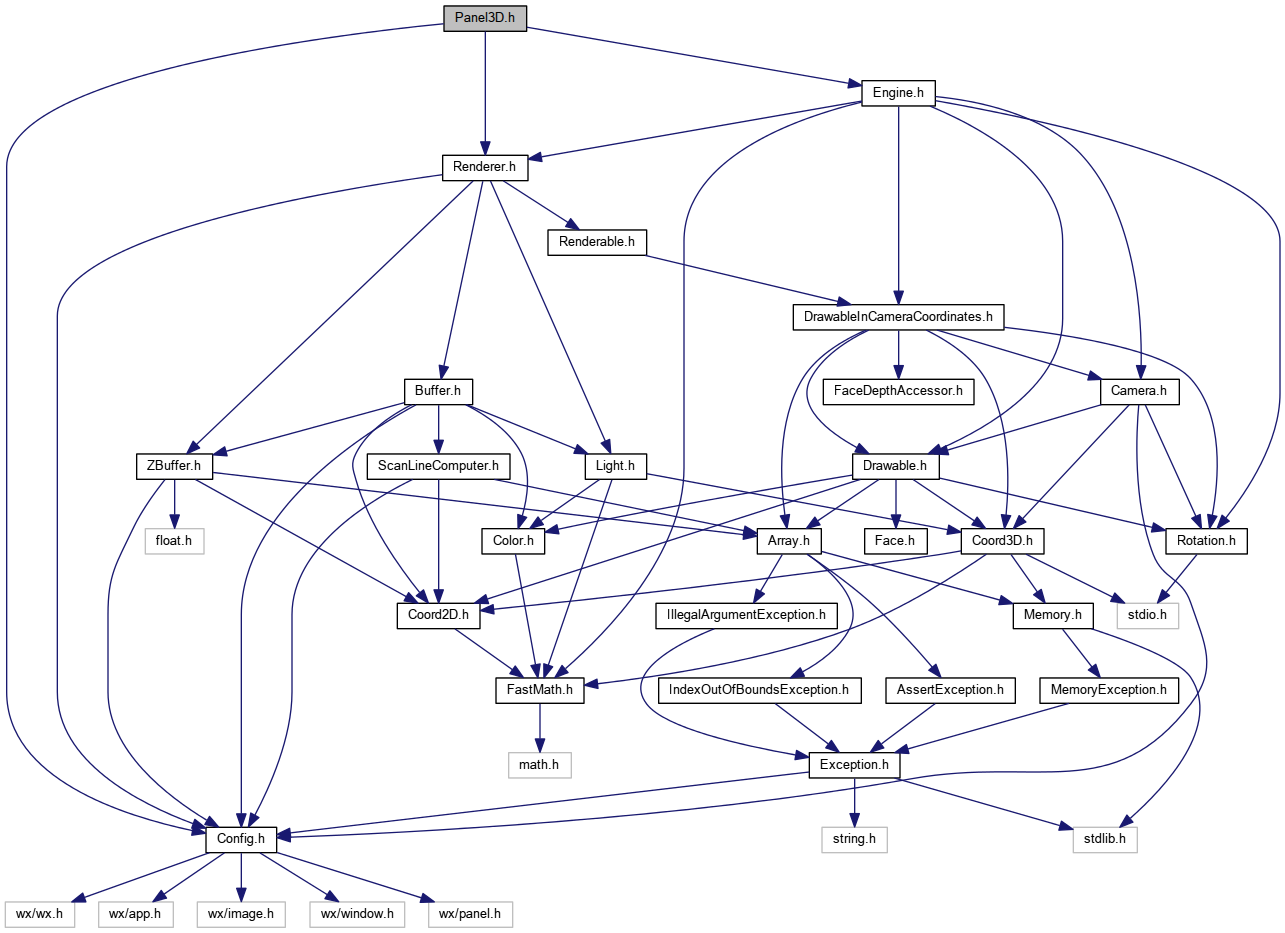 Panel3D.h
Engine.h
Renderer.h
Renderable.h
DrawableInCameraCoordinates.h
Buffer.h
FaceDepthAccessor.h
Camera.h
ZBuffer.h
ScanLineComputer.h
Light.h
Drawable.h
float.h
Color.h
Array.h
Face.h
Coord3D.h
Rotation.h
Coord2D.h
IllegalArgumentException.h
Memory.h
stdio.h
FastMath.h
IndexOutOfBoundsException.h
AssertException.h
MemoryException.h
math.h
Exception.h
Config.h
string.h
stdlib.h
wx/wx.h
wx/app.h
wx/image.h
wx/window.h
wx/panel.h